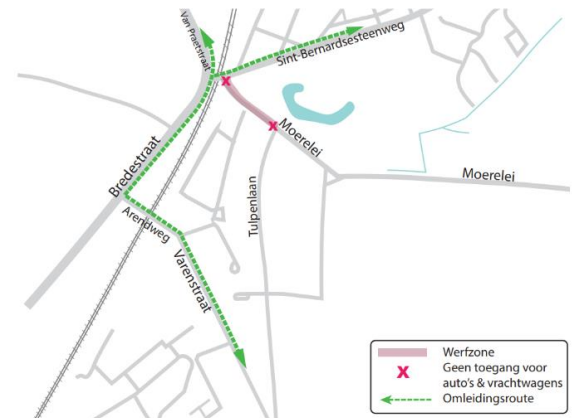 Van Praetstraat
Sint-Bernardsesteenweg
Moerelei
Moerelei
Bredestraat
Arendweg
Tulpenlaan
Varenstraat
Werfzone
X Geen toegang voor
auto's & vrachtwagens
Omleidingsroute